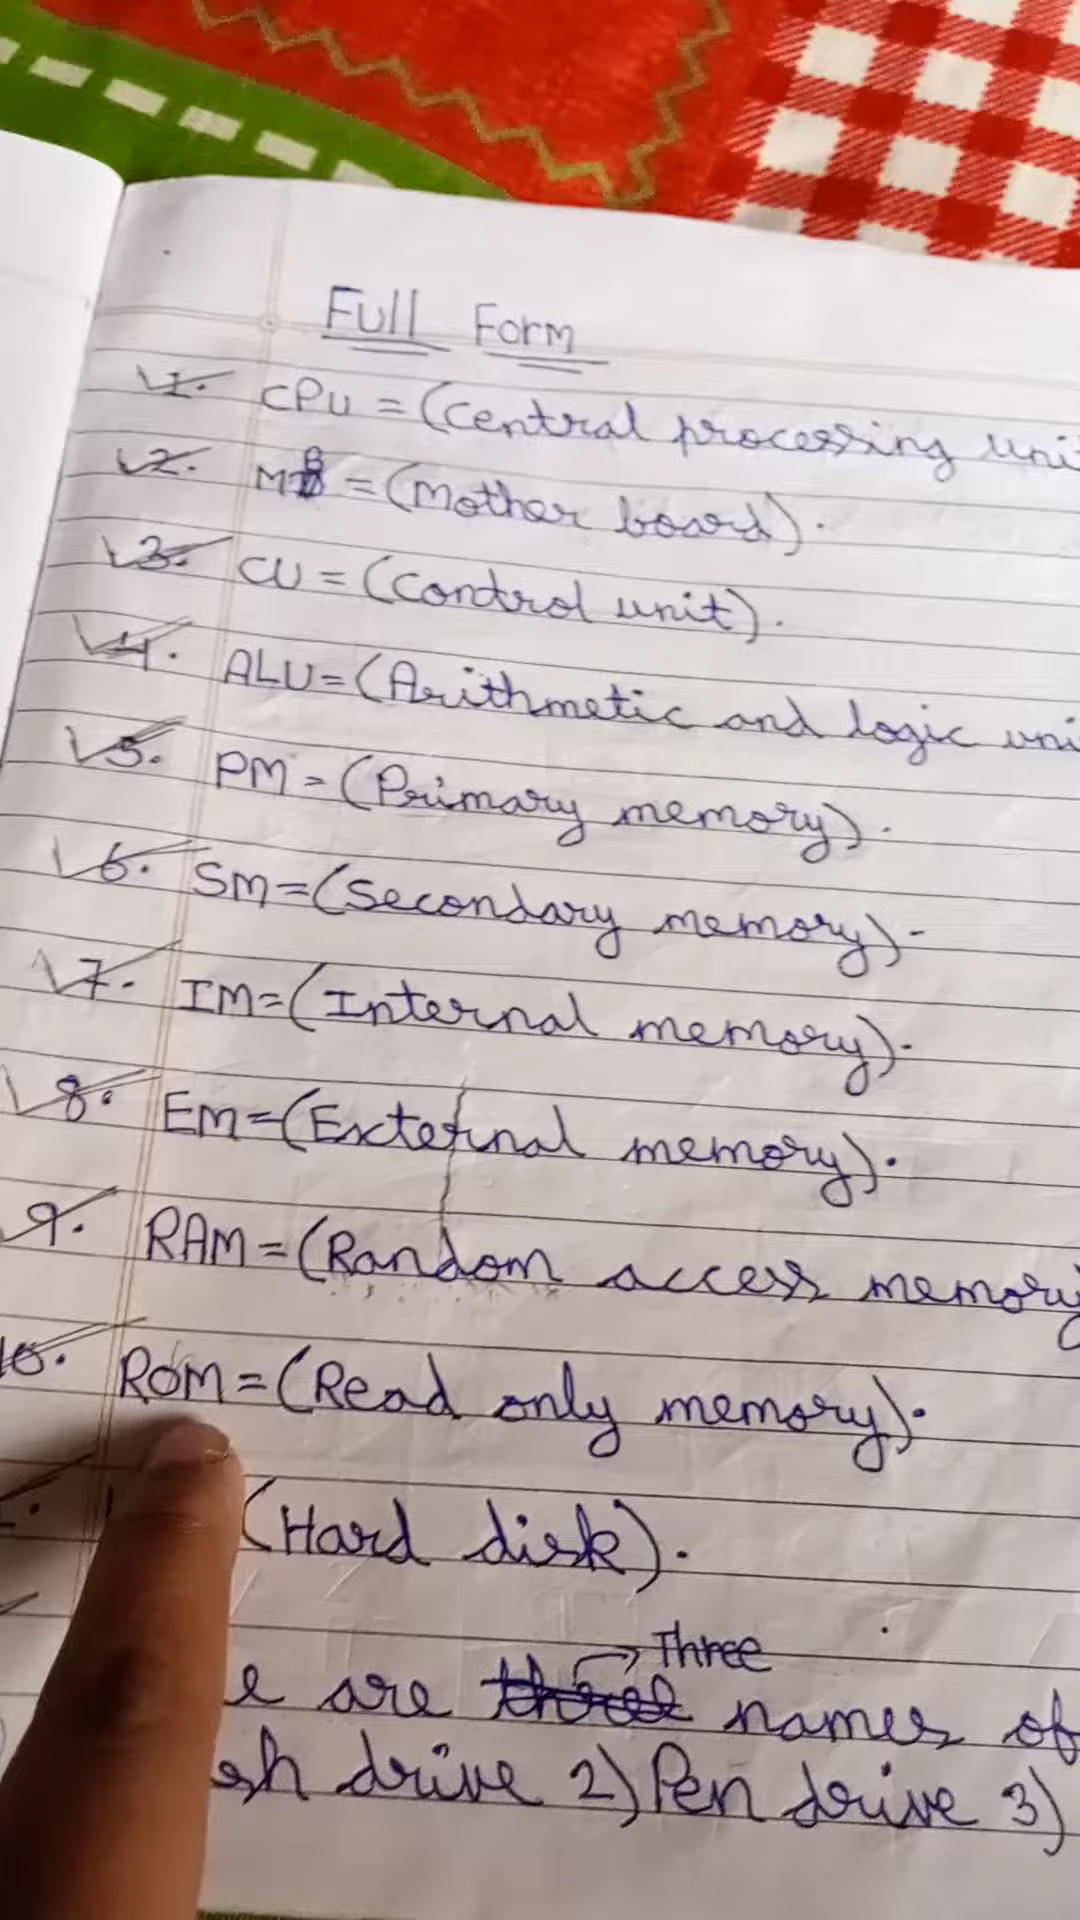 Full Form
1. CPU = (Central processing
2. MB = (Mother board).
3. CU = (Control unit).
4. ALU = (Arithmetic and logic
5. PM = (Primary memory).
6. SM = (Secondary memory).
7. IM = (Internal memory).
8. EM = (External memory).
9. RAM = (Random access memory
10. ROM = (Read only memory).
(Hard disk).
Three
are three names of
drive 2) Pen drive 3)